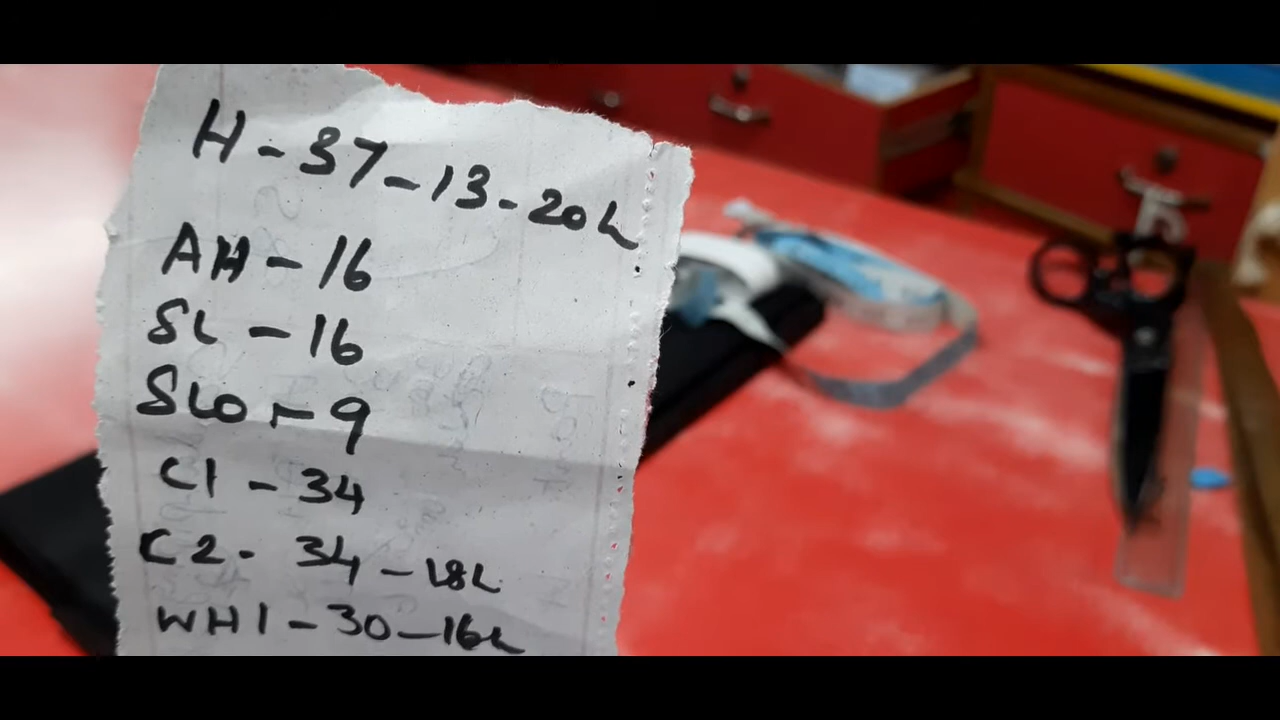 H - 37 - 13 - 20L
AH - 16
SL - 16
SLO - 9
C1 - 34
C2 - 34 - 18L
WH1 - 30 - 16L